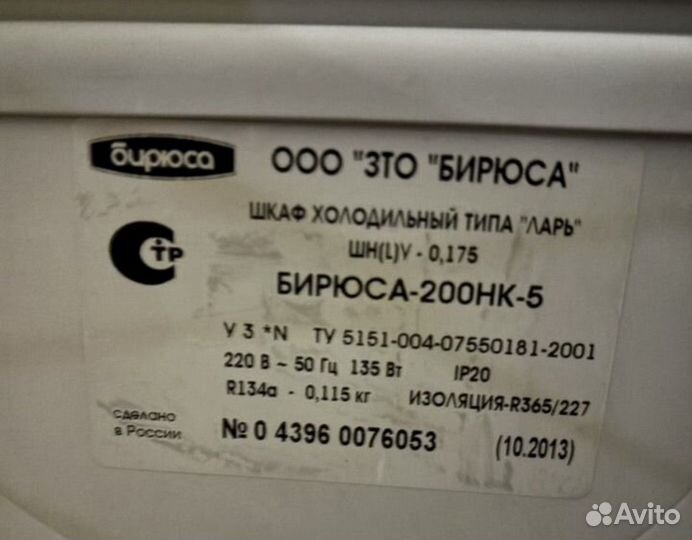 бирюса
ООО "ЗТО "БИРЮСА"
ШКАФ ХОЛОДИЛЬНЫЙ ТИПА "ЛАРЬ"
ШН(L)V - 0,175
БИРЮСА-200НК-5
СТР
У 3 *N ТУ 5151-004-07550181-2001
220 В ~ 50 Гц 135 Вт IP20
R134a - 0,115 кг ИЗОЛЯЦИЯ-R365/227
сделано
в России
№ 0 4396 0076053 (10.2013)
Avito